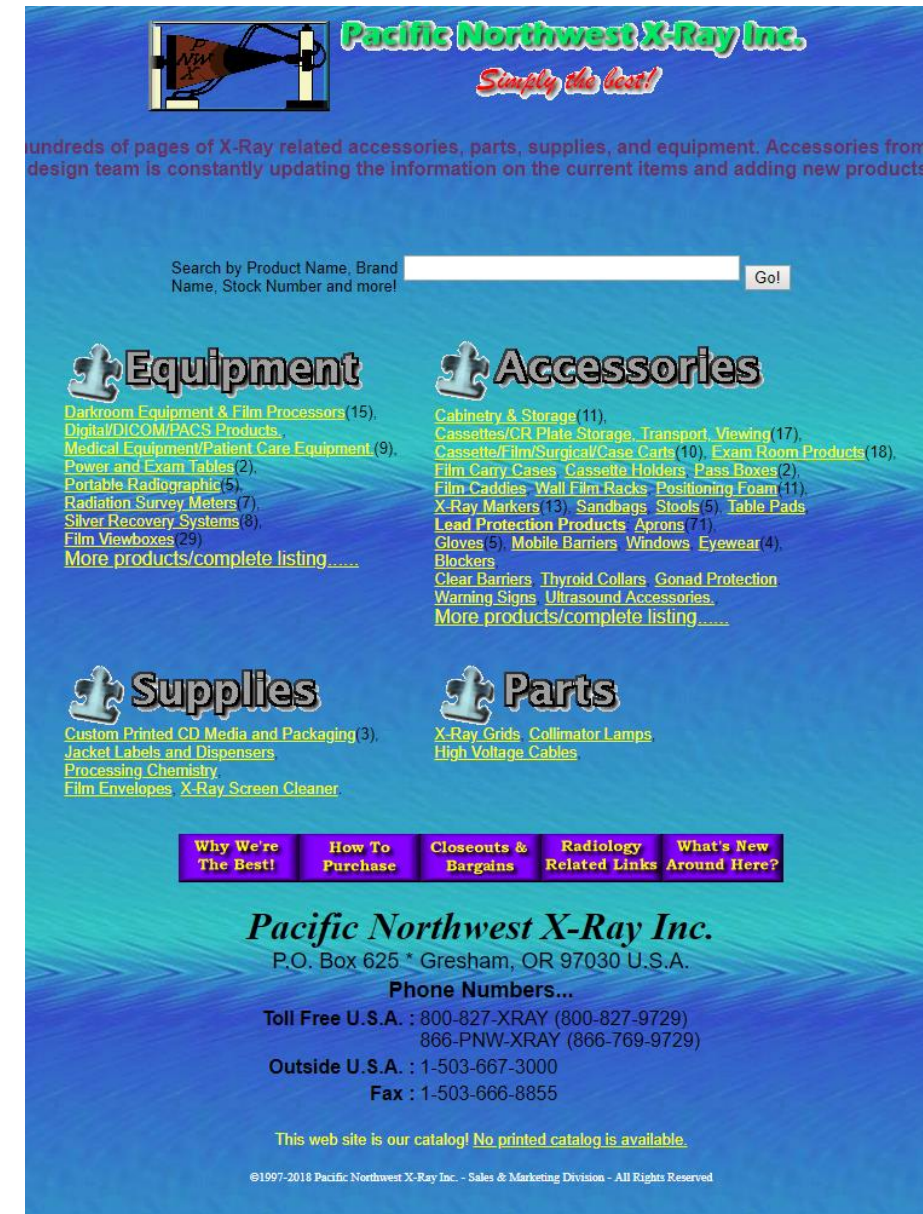 PNWX
Pacific Northwest X-Ray Inc.
Simply the best!
undreds of pages of X-Ray related accessories, parts, supplies, and equipment. Accessories from
design team is constantly updating the information on the current items and adding new products
Search by Product Name, Brand
Name, Stock Number and more!
Go!
Equipment
Darkroom Equipment & Film Processors(15),
Digital/DICOM/PACS Products.,
Medical Equipment/Patient Care Equipment (9),
Power and Exam Tables(2),
Portable Radiographic(5),
Radiation Survey Meters(7),
Silver Recovery Systems(8),
Film Viewboxes(29)
More products/complete listing......
Accessories
Cabinetry & Storage(11),
Cassettes/CR Plate Storage, Transport, Viewing(17),
Cassette/Film/Surgical/Case Carts(10), Exam Room Products(18),
Film Carry Cases, Cassette Holders, Pass Boxes(2),
Film Caddies, Wall Film Racks, Positioning Foam(11),
X-Ray Markers(13), Sandbags, Stools(5), Table Pads,
Lead Protection Products, Aprons(71),
Gloves(5), Mobile Barriers, Windows, Eyewear(4),
Blockers,
Clear Barriers, Thyroid Collars, Gonad Protection
Warning Signs, Ultrasound Accessories.,
More products/complete listing......
Supplies
Custom Printed CD Media and Packaging(3),
Jacket Labels and Dispensers,
Processing Chemistry,
Film Envelopes, X-Ray Screen Cleaner,
Parts
X-Ray Grids, Collimator Lamps,
High Voltage Cables,
Why We're The Best!
How To Purchase
Closeouts & Bargains
Radiology Related Links
What's New Around Here?
Pacific Northwest X-Ray Inc.
P.O. Box 625 * Gresham, OR 97030 U.S.A.
Phone Numbers...
Toll Free U.S.A. : 800-827-XRAY (800-827-9729)
866-PNW-XRAY (866-769-9729)
Outside U.S.A. : 1-503-667-3000
Fax : 1-503-666-8855
This web site is our catalog! No printed catalog is available.
©1997-2018 Pacific Northwest X-Ray Inc. - Sales & Marketing Division - All Rights Reserved